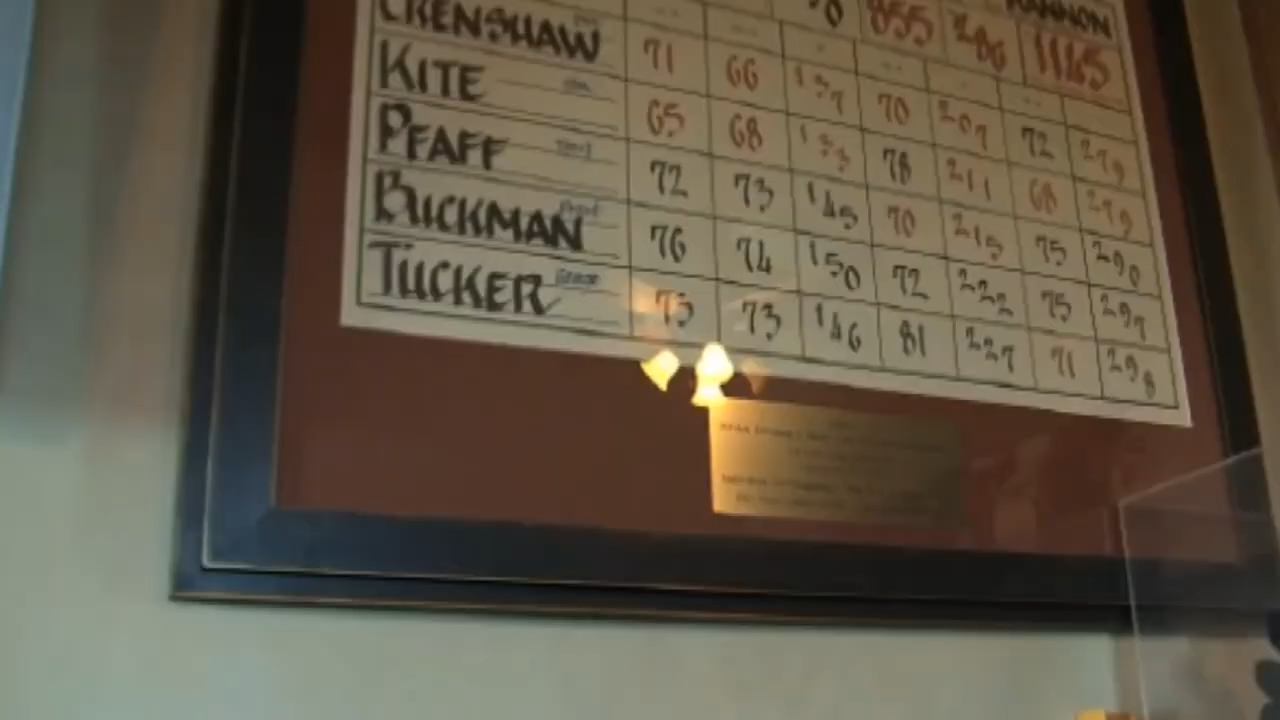 855 286
CRENSHAW 71 66 137 70 207 72 279
KITE 65 68 133 78 211 68 279
PFAFF 72 73 145 70 215 75 290
BUCKMAN 76 74 150 72 222 75 297
TUCKER 73 73 146 81 227 71 298